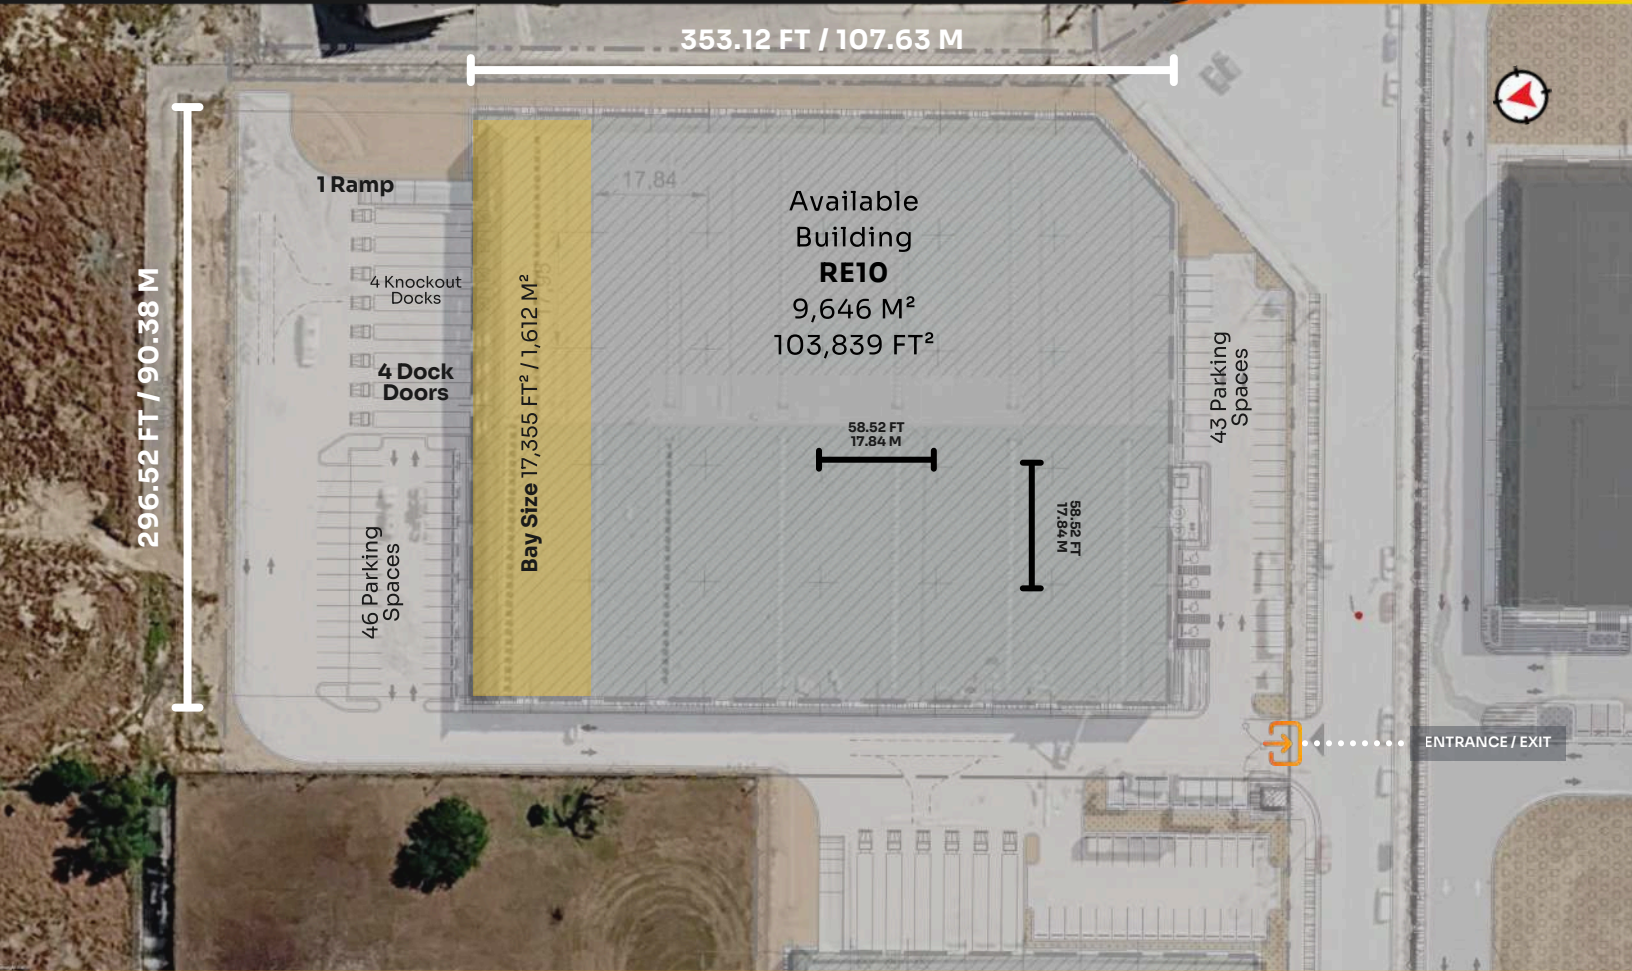 353.12 FT / 107.63 M
296.52 FT / 90.38 M
1 Ramp
17,84
4 Knockout
Docks
4 Dock
Doors
46 Parking
Spaces
Bay Size 17,355 FT² / 1,612 M²
Available
Building
RE10
9,646 M²
103,839 FT²
58.52 FT
17.84 M
58.52 FT
17.84 M
43 Parking
Spaces
ENTRANCE / EXIT